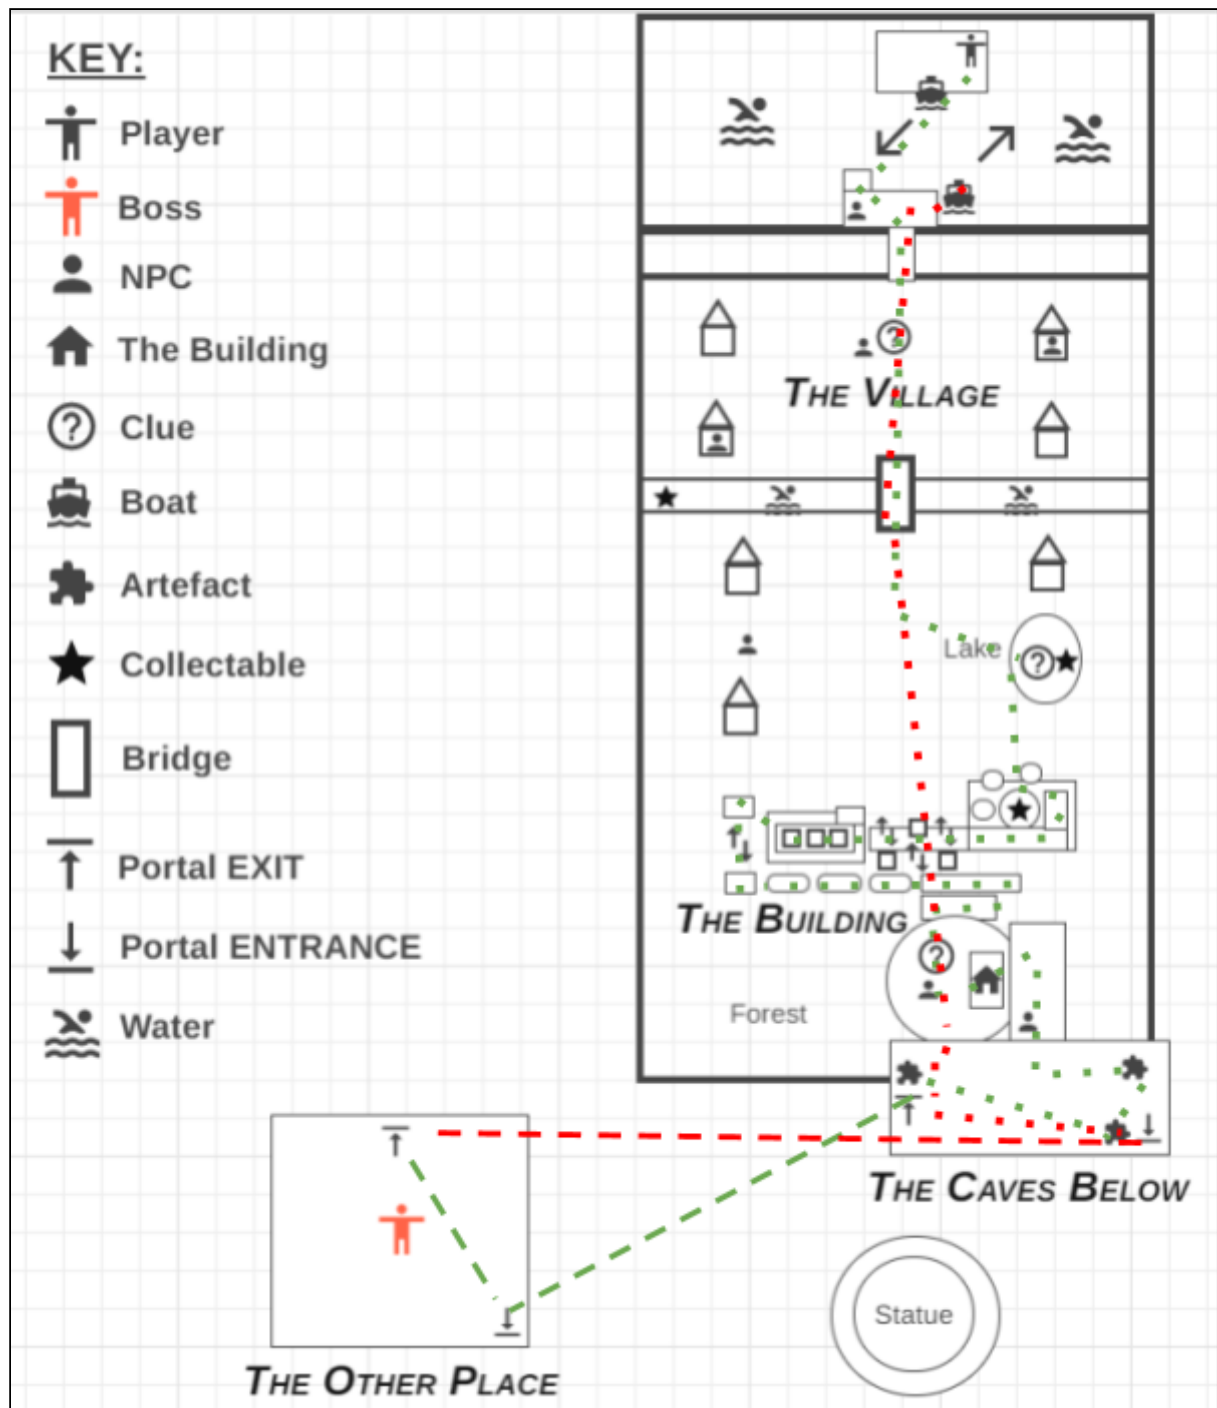 KEY:
Player
Boss
NPC
The Building
Clue
Boat
Artefact
Collectable
Bridge
Portal EXIT
Portal ENTRANCE
Water
THE VILLAGE
Lake
THE BUILDING
Forest
THE CAVES BELOW
Statue
THE OTHER PLACE